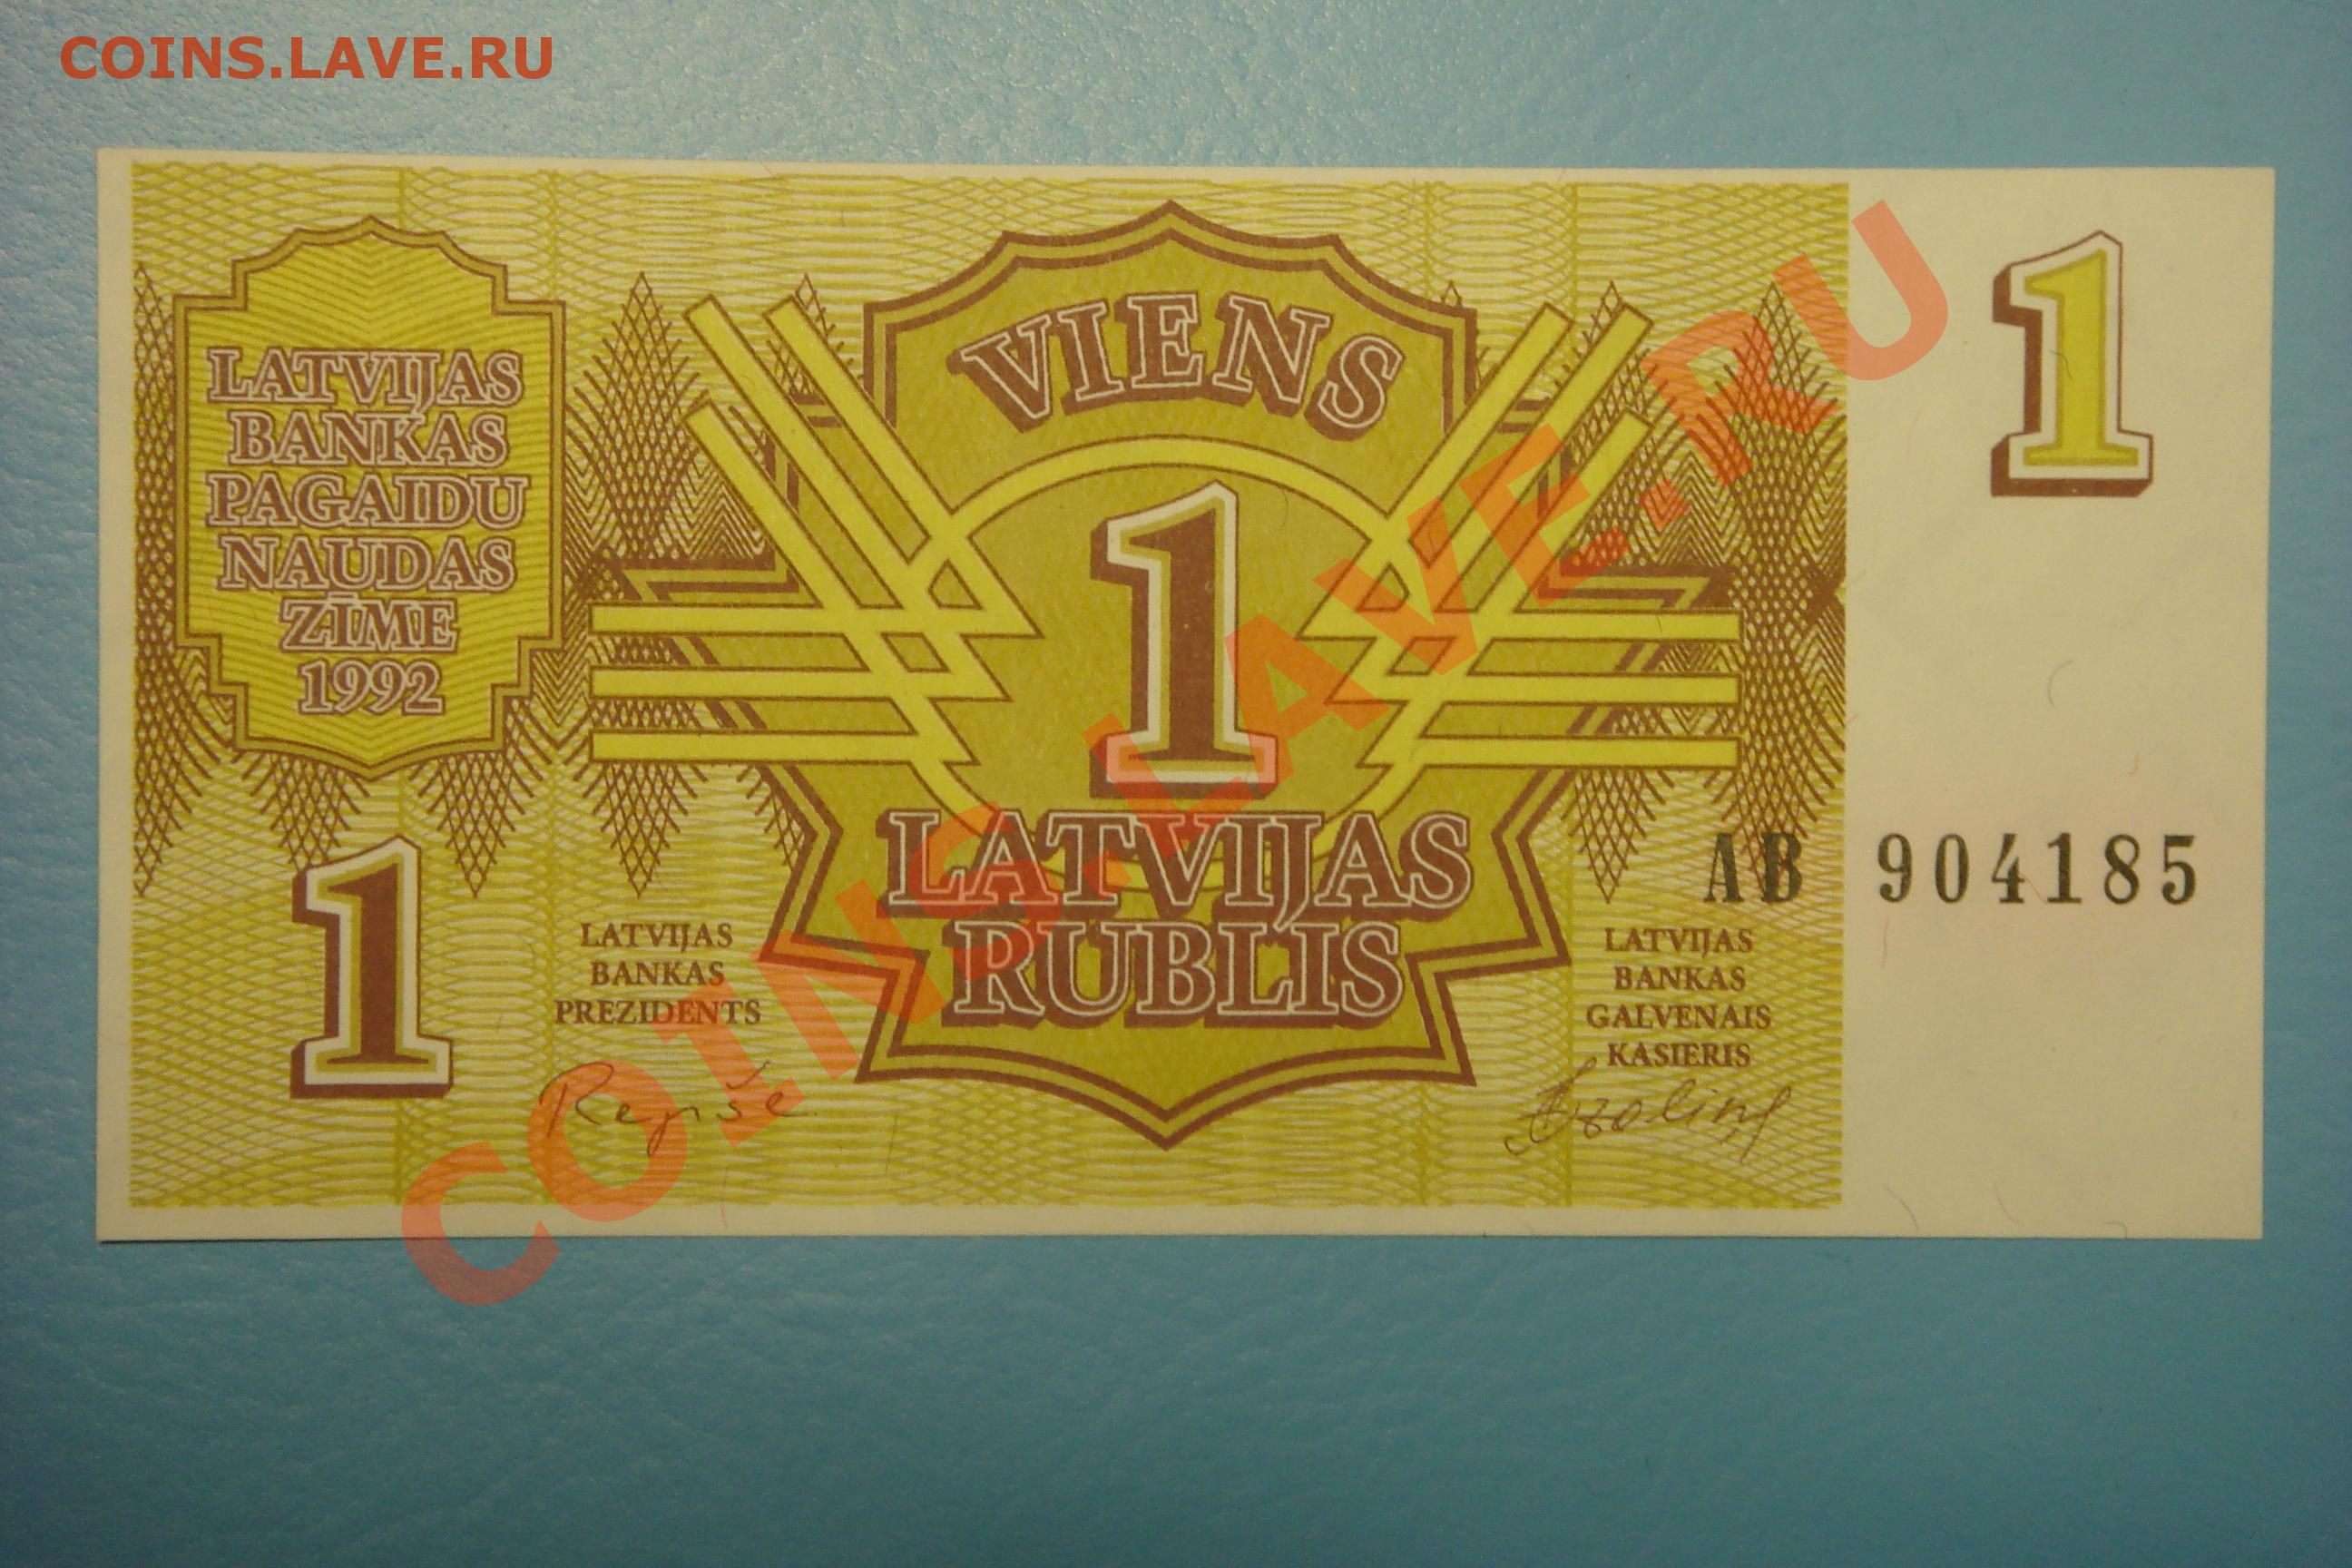 COINS.LAVE.RU
LATVIJAS
BANKAS
PAGAIDU
NAUDAS
ZĪME
1992
1
VIENS
1
LATVIJAS
RUBLIS
1
AB 904185
LATVIJAS
BANKAS
PREZIDENTS
LATVIJAS
BANKAS
GALVENAIS
KASIERIS
Repše
COINS.LAVE.RU